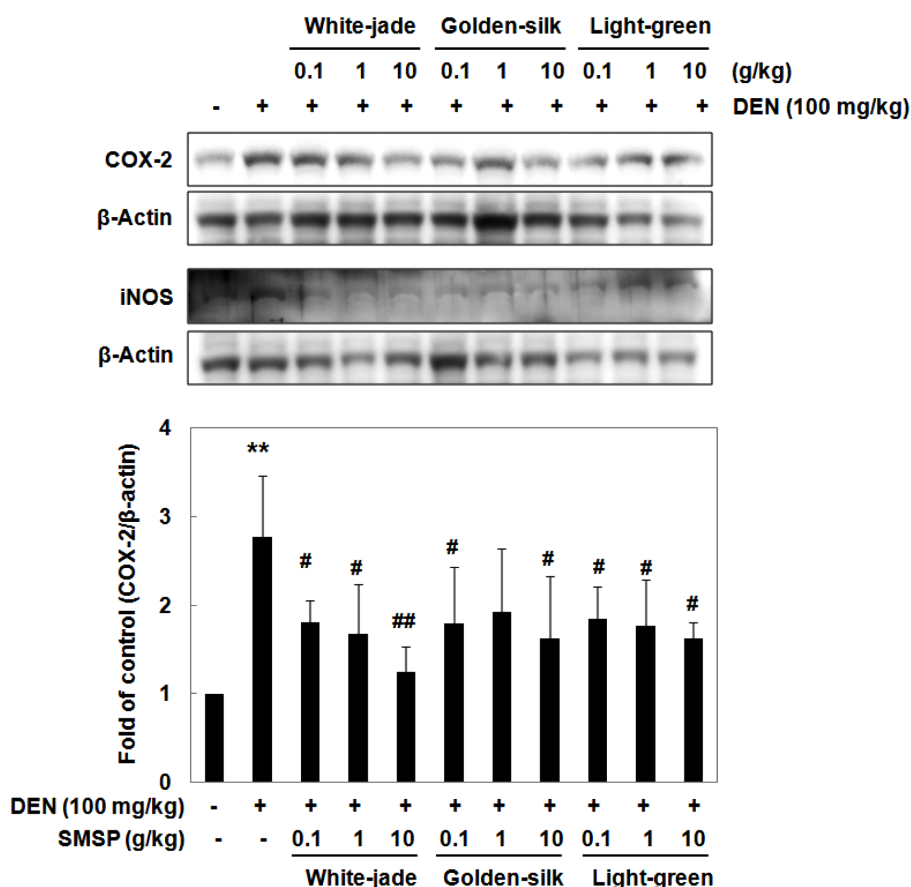 White-jade Golden-silk Light-green
0.1 1 10 0.1 1 10 0.1 1 10 (g/kg)
- + + + + + + + + + + DEN (100 mg/kg)
COX-2
β-Actin
iNOS
β-Actin
Fold of control (COX-2/β-actin)
4
3
2
1
0
** # # ## # # # # #
DEN (100 mg/kg) - + + + + + + + + + +
SMSP (g/kg) - - 0.1 1 10 0.1 1 10 0.1 1 10
White-jade Golden-silk Light-green